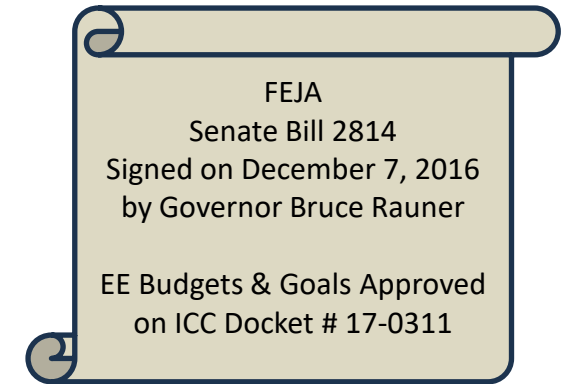 FEJA
Senate Bill 2814
Signed on December 7, 2016
by Governor Bruce Rauner
EE Budgets & Goals Approved
on ICC Docket # 17-0311